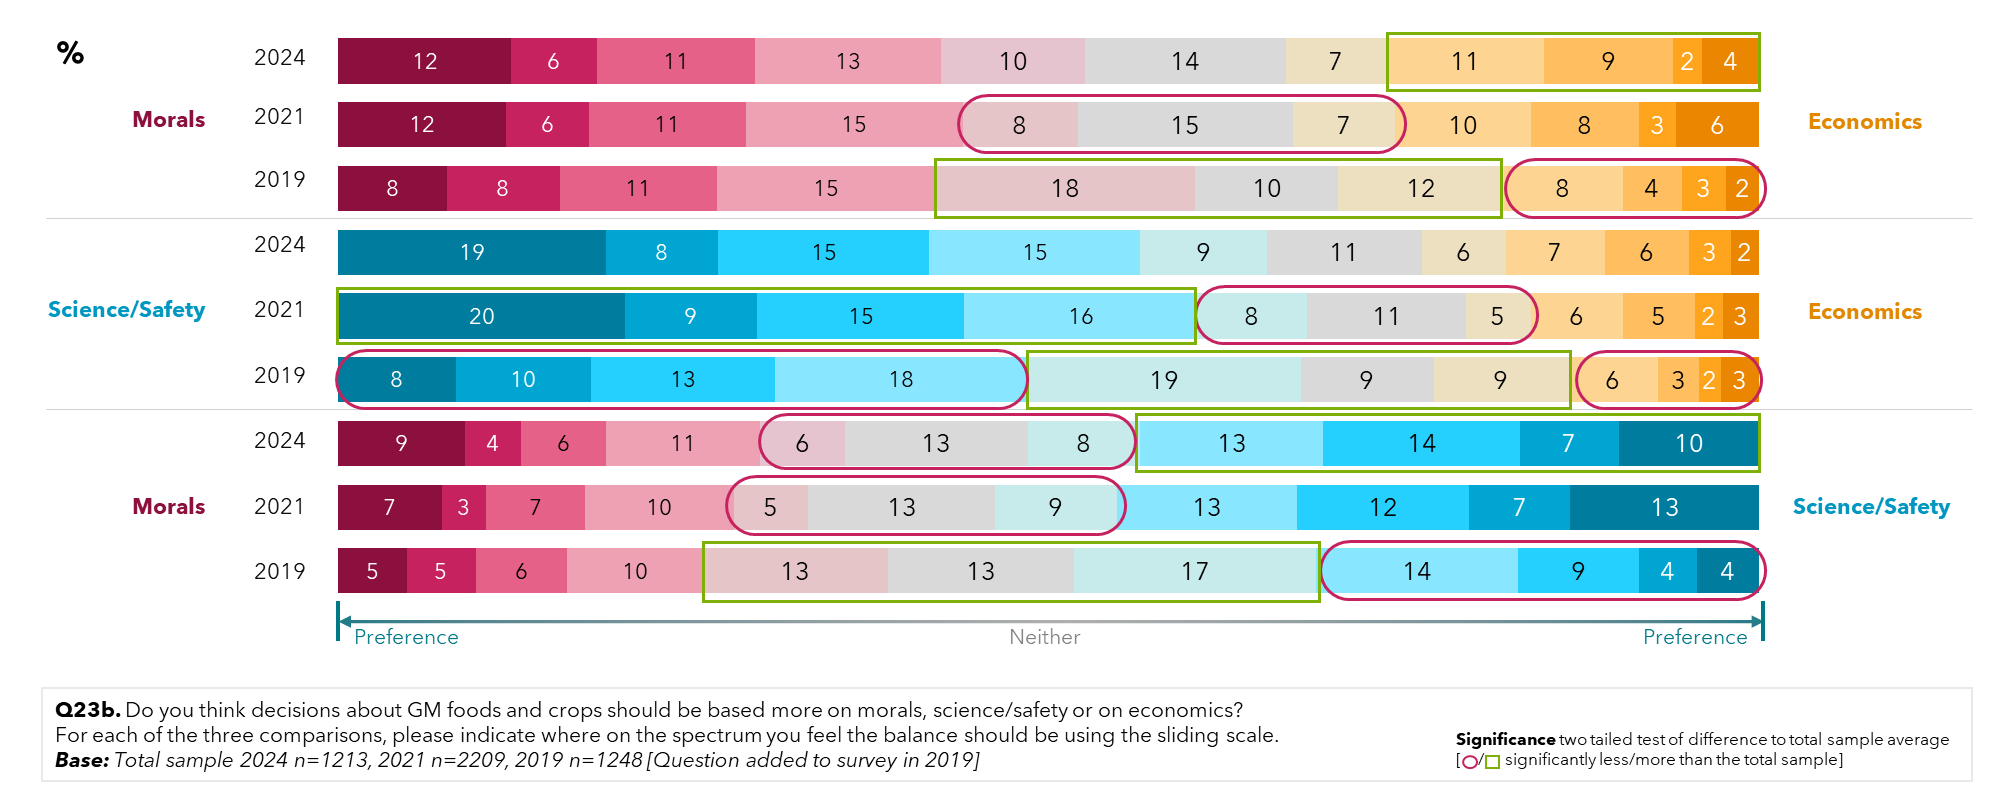 %
2024 12 6 11 13 10 14 7 11 9 2 4
Morals 2021 12 6 11 15 8 15 7 10 8 3 6 Economics
2019 8 8 11 15 18 10 12 8 4 3 2
2024 19 8 15 15 9 11 6 7 6 3 2
Science/Safety 2021 20 9 15 16 8 11 5 6 5 2 3 Economics
2019 8 10 13 18 19 9 9 6 3 2 3
2024 9 4 6 11 6 13 8 13 14 7 10
Morals 2021 7 3 7 10 5 13 9 13 12 7 13 Science/Safety
2019 5 5 6 10 13 13 17 14 9 4 4
Preference Neither Preference
Q23b. Do you think decisions about GM foods and crops should be based more on morals, science/safety or on economics?
For each of the three comparisons, please indicate where on the spectrum you feel the balance should be using the sliding scale.
Base: Total sample 2024 n=1213, 2021 n=2209, 2019 n=1248 [Question added to survey in 2019]
Significance two tailed test of difference to total sample average
[ / significantly less/more than the total sample]